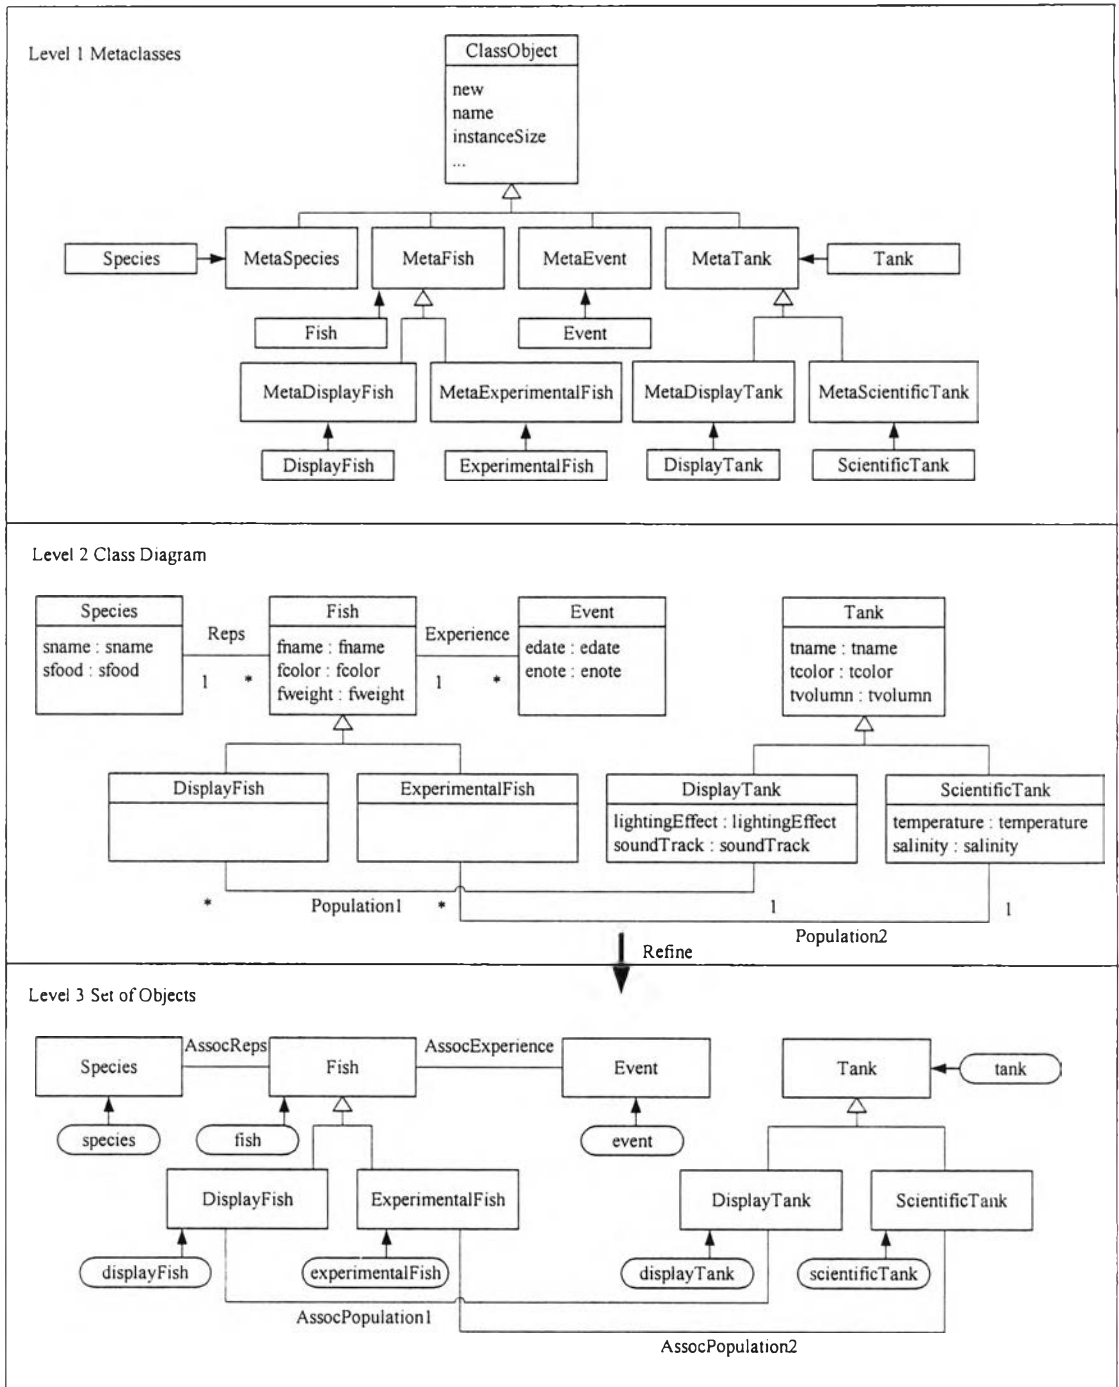 Level 1 Metaclasses
ClassObject
new
name
instanceSize
...
Species
MetaSpecies
MetaFish
MetaEvent
MetaTank
Tank
Fish
Event
MetaDisplayFish
MetaExperimentalFish
MetaDisplayTank
MetaScientificTank
DisplayFish
ExperimentalFish
DisplayTank
ScientificTank
Level 2 Class Diagram
Species
sname : sname
sfood : sfood
Reps
1 *
Fish
fname : fname
fcolor : fcolor
fweight : fweight
Experience
1 *
Event
edate : edate
enote : enote
Tank
tname : tname
tcolor : tcolor
tvolumn : tvolumn
DisplayFish
ExperimentalFish
DisplayTank
lightingEffect : lightingEffect
soundTrack : soundTrack
ScientificTank
temperature : temperature
salinity : salinity
* Population1 * 1 1
Population2
Refine
Level 3 Set of Objects
Species
AssocReps
Fish
AssocExperience
Event
Tank
tank
species
fish
event
DisplayFish
ExperimentalFish
DisplayTank
ScientificTank
displayFish
experimentalFish
displayTank
scientificTank
AssocPopulation1
AssocPopulation2